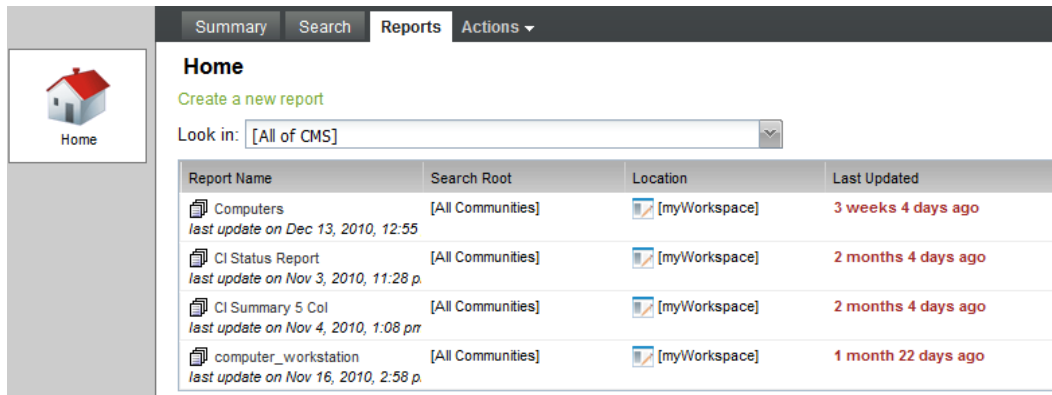 Summary Search Reports Actions
Home
Home
Create a new report
Look in: [All of CMS]
Report Name Search Root Location Last Updated
Computers [All Communities] [myWorkspace] 3 weeks 4 days ago
last update on Dec 13, 2010, 12:55
CI Status Report [All Communities] [myWorkspace] 2 months 4 days ago
last update on Nov 3, 2010, 11:28 p.
CI Summary 5 Col [All Communities] [myWorkspace] 2 months 4 days ago
last update on Nov 4, 2010, 1:08 pm
computer_workstation [All Communities] [myWorkspace] 1 month 22 days ago
last update on Nov 16, 2010, 2:58 p.